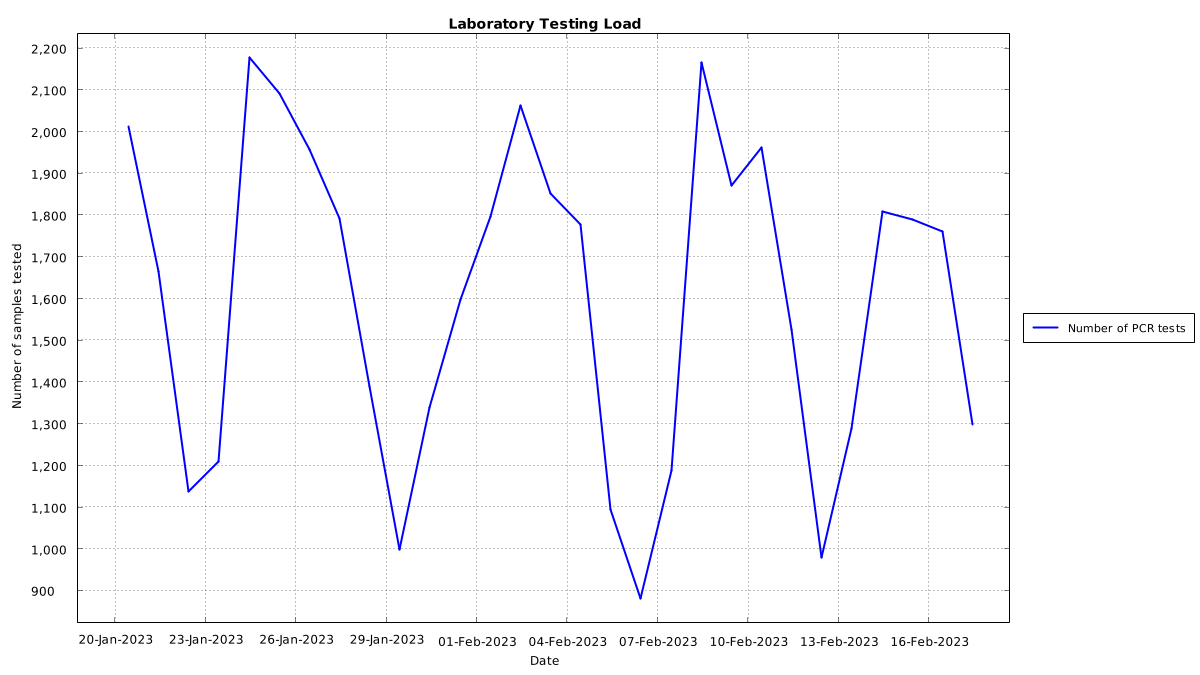 Laboratory Testing Load
Number of samples tested
2,200
2,100
2,000
1,900
1,800
1,700
1,600
1,500
1,400
1,300
1,200
1,100
1,000
900
20-Jan-2023 23-Jan-2023 26-Jan-2023 29-Jan-2023 01-Feb-2023 04-Feb-2023 07-Feb-2023 10-Feb-2023 13-Feb-2023 16-Feb-2023
Date
Number of PCR tests